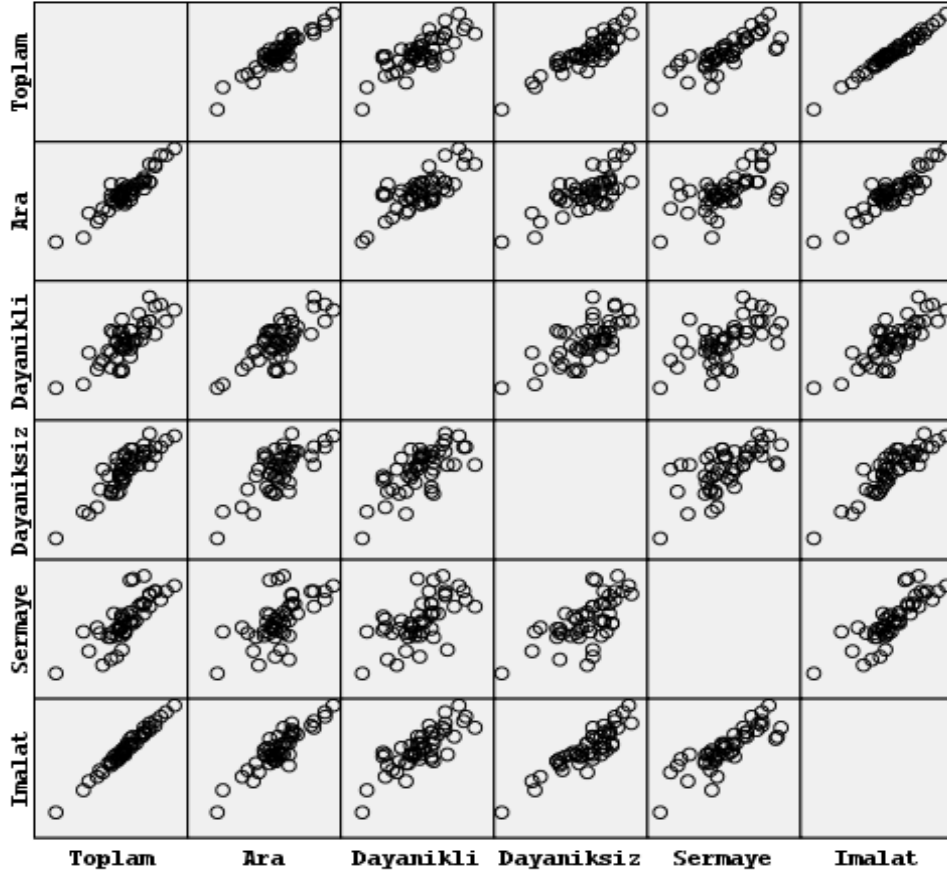 Toplam
Ara
Dayanikli
Dayaniksiz
Sermaye
Imalat
Toplam Ara Dayanikli Dayaniksiz Sermaye Imalat